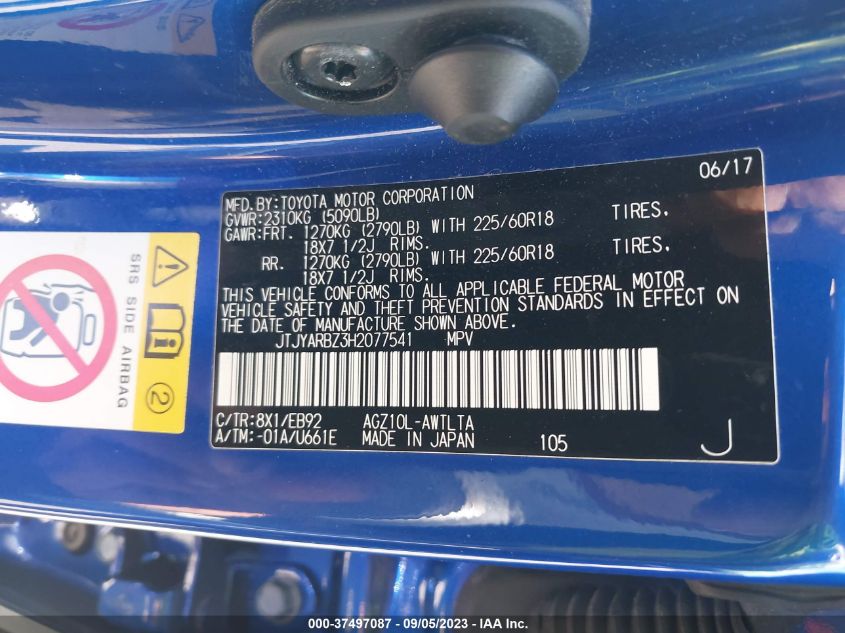 06/17
MFD.BY:TOYOTA MOTOR CORPORATION
GVWR:2310KG (5090LB)
GAWR:FRT. 1270KG (2790LB) WITH 225/60R18 TIRES,
18X7 1/2J RIMS.
RR. 1270KG (2790LB) WITH 225/60R18 TIRES,
18X7 1/2J RIMS.
THIS VEHICLE CONFORMS TO ALL APPLICABLE FEDERAL MOTOR
VEHICLE SAFETY AND THEFT PREVENTION STANDARDS IN EFFECT ON
THE DATE OF MANUFACTURE SHOWN ABOVE.
JTJYARBZ3H2077541 MPV
C/TR:8X1/EB92 AGZ10L-AWTLTA
A/TM:-01A/U661E MADE IN JAPAN 105 J
SRS SIDE AIRBAG
2
000-37497087 - 09/05/2023 - IAA Inc.